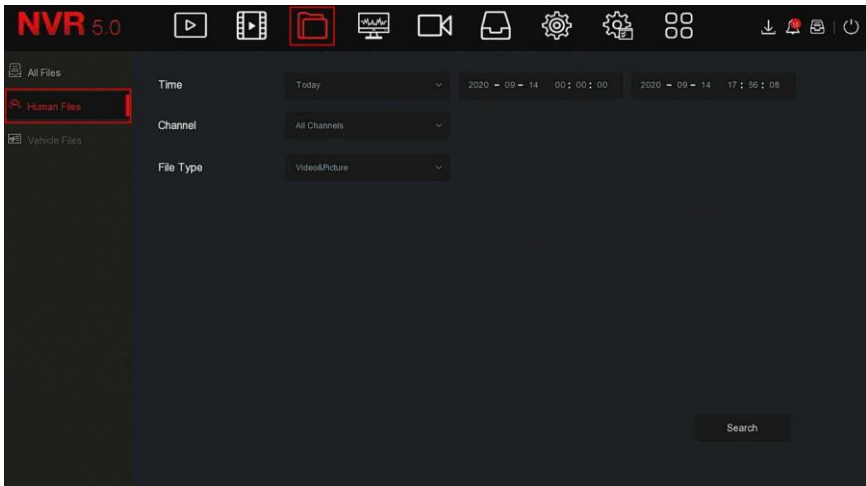 NVR 5.0
All Files
Human Files
Vehicle Files
Time Today 2020 - 09 - 14 00 : 00 : 00 2020 - 09 - 14 17 : 56 : 05
Channel All Channels
File Type Video&Picture
Search